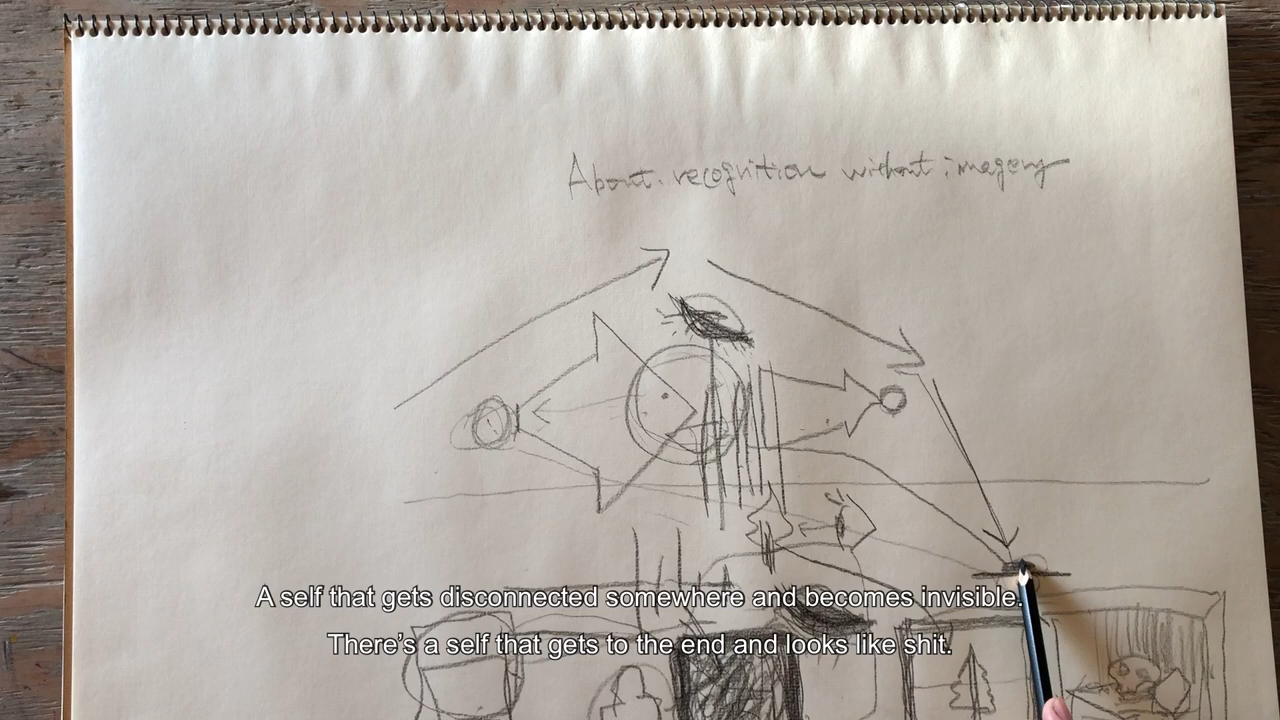 About recognition without imagery
A self that gets disconnected somewhere and becomes invisible.
There's a self that gets to the end and looks like shit.